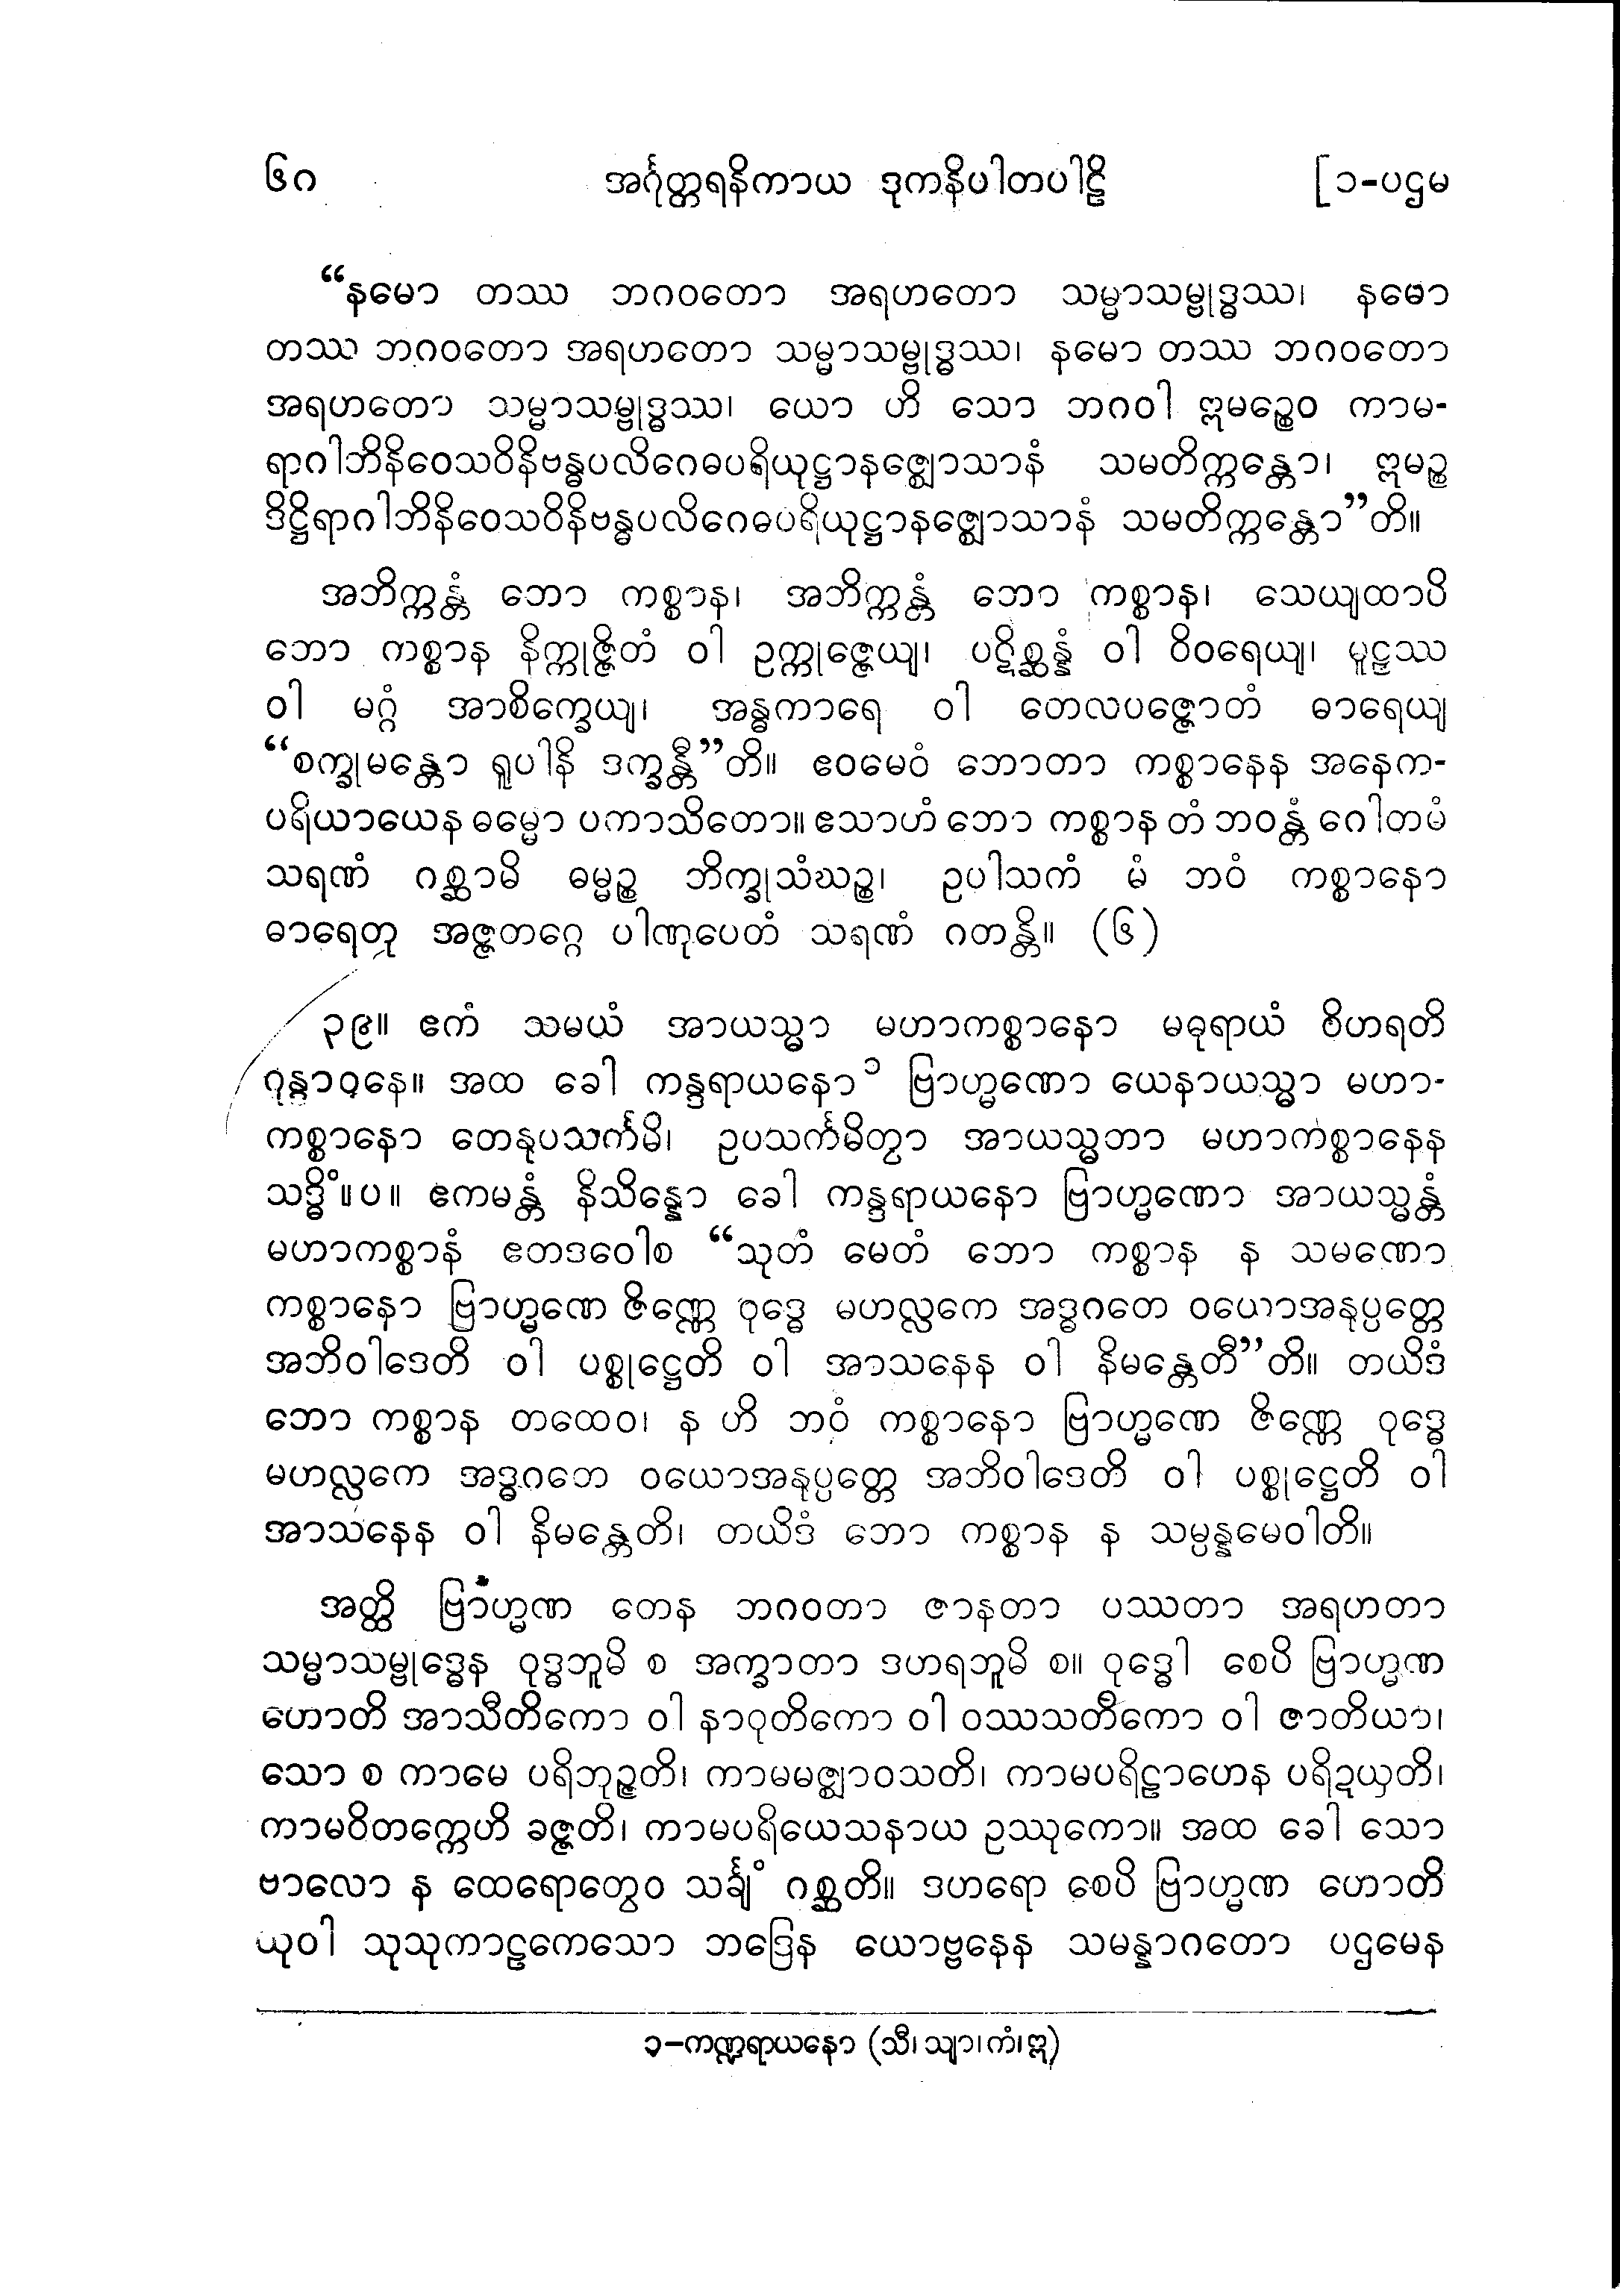 ၆၈ အင်္ဂုတ္တရနိကာယ ဒုကနိပါတပါဠိ [၁-ပဌမ
“နမော တဿ ဘဂဝတော အရဟတော သမ္မာသမ္ဗုဒ္ဓဿ၊ နမော
တဿ ဘဂဝတော အရဟတော သမ္မာသမ္ဗုဒ္ဓဿ၊ နမော တဿ ဘဂဝတော
အရဟတော သမ္မာသမ္ဗုဒ္ဓဿ၊ ယော ဟိ သော ဘဂဝါ ဣမဉ္စေဝ ကာမ-
ရာဂါဘိနိဝေသဝိနိဗန္ဓပလိဂေဓပရိယုဋ္ဌာနဇ္ဈောသာနံ သမတိက္ကန္တော၊ ဣမဉ္စ
ဒိဋ္ဌိရာဂါဘိနိဝေသဝိနိဗန္ဓပလိဂေဓပရိယုဋ္ဌာနဇ္ဈောသာနံ သမတိက္ကန္တော”တိ။
အဘိက္ကန္တံ ဘော ကစ္စာန၊ အဘိက္ကန္တံ ဘော ကစ္စာန၊ သေယျထာပိ
ဘော ကစ္စာန နိက္ကုဇ္ဇိတံ ဝါ ဥက္ကုဇ္ဇေယျ၊ ပဋိစ္ဆန္နံ ဝါ ဝိဝရေယျ၊ မူဠှဿ
ဝါ မဂ္ဂံ အာစိက္ခေယျ၊ အန္ဓကာရေ ဝါ တေလပဇ္ဇောတံ ဓာရေယျ
“စက္ခုမန္တော ရူပါနိ ဒက္ခန္တီ”တိ။ ဧဝမေဝံ ဘောတာ ကစ္စာနေန အနေက-
ပရိယာယေန ဓမ္မော ပကာသိတော။ ဧသာဟံ ဘော ကစ္စာန တံ ဘဝန္တံ ဂေါတမံ
သရဏံ ဂစ္ဆာမိ ဓမ္မဉ္စ ဘိက္ခုသံဃဉ္စ၊ ဥပါသကံ မံ ဘဝံ ကစ္စာနော
ဓာရေတု အဇ္ဇတဂ္ဂေ ပါဏုပေတံ သရဏံ ဂတန္တိ။ (၆)
၃၉။ ဧကံ သမယံ အာယသ္မာ မဟာကစ္စာနော မဓုရာယံ ဝိဟရတိ
ဂုန္ဒာဝနေ။ အထ ခေါ ကန္ဒရာယနော၁ ဗြာဟ္မဏော ယေနာယသ္မာ မဟာ-
ကစ္စာနော တေနုပသင်္ကမိ၊ ဥပသင်္ကမိတွာ အာယသ္မတာ မဟာကစ္စာနေန
သဒ္ဓိံ။ပ။ ဧကမန္တံ နိသိန္နော ခေါ ကန္ဒရာယနော ဗြာဟ္မဏော အာယသ္မန္တံ
မဟာကစ္စာနံ ဧတဒဝေါစ “သုတံ မေတံ ဘော ကစ္စာန န သမဏော
ကစ္စာနော ဗြာဟ္မဏေ ဇိဏ္ဏေ ဝုဒ္ဓေ မဟလ္လကေ အဒ္ဓဂတေ ဝယောအနုပ္ပတ္တေ
အဘိဝါဒေတိ ဝါ ပစ္စုဋ္ဌေတိ ဝါ အာသနေန ဝါ နိမန္တေတီ”တိ။ တယိဒံ
ဘော ကစ္စာန တထေဝ၊ န ဟိ ဘဝံ ကစ္စာနော ဗြာဟ္မဏေ ဇိဏ္ဏေ ဝုဒ္ဓေ
မဟလ္လကေ အဒ္ဓဂတေ ဝယောအနုပ္ပတ္တေ အဘိဝါဒေတိ ဝါ ပစ္စုဋ္ဌေတိ ဝါ
အာသနေန ဝါ နိမန္တေတိ၊ တယိဒံ ဘော ကစ္စာန န သမ္ပန္နမေဝါတိ။
အတ္ထိ ဗြာဟ္မဏ တေန ဘဂဝတာ ဇာနတာ ပဿတာ အရဟတာ
သမ္မာသမ္ဗုဒ္ဓေန ဝုဒ္ဓဘူမိ စ အက္ခာတာ ဒဟရဘူမိ စ။ ဝုဒ္ဓေါ စေပိ ဗြာဟ္မဏ
ဟောတိ အာသီတိကော ဝါ နာဝုတိကော ဝါ ဝဿသတိကော ဝါ ဇာတိယာ၊
သော စ ကာမေ ပရိဘုဉ္ဇတိ၊ ကာမမဇ္ဈာဝသတိ၊ ကာမပရိဠာဟေန ပရိဍယှတိ၊
ကာမဝိတက္ကေဟိ ခဇ္ဇတိ၊ ကာမပရိယေသနာယ ဥဿုကော။ အထ ခေါ သော
ဗာလော န ထေရောတွေဝ သင်္ချံ ဂစ္ဆတိ။ ဒဟရော စေပိ ဗြာဟ္မဏ ဟောတိ
ယုဝါ သုသုကာဠကေသော ဘဒြေန ယောဗ္ဗနေန သမန္နာဂတော ပဌမေန
၁-ကဏ္ဍရာယနော (သီ၊ သျာ၊ ကံ၊ ဣ)